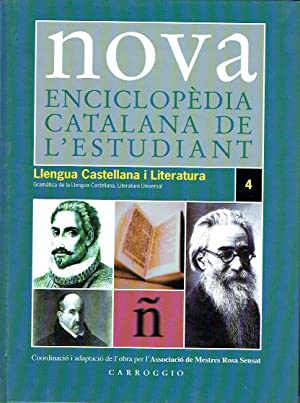 nova
ENCICLOPÈDIA
CATALANA DE
L'ESTUDIANT
Llengua Castellana i Literatura
Gramàtica de la Llengua Castellana, Literatura Universal
4
ñ
Coordinació i adaptació de l'obra per l'Associació de Mestres Rosa Sensat
CARROGGIO